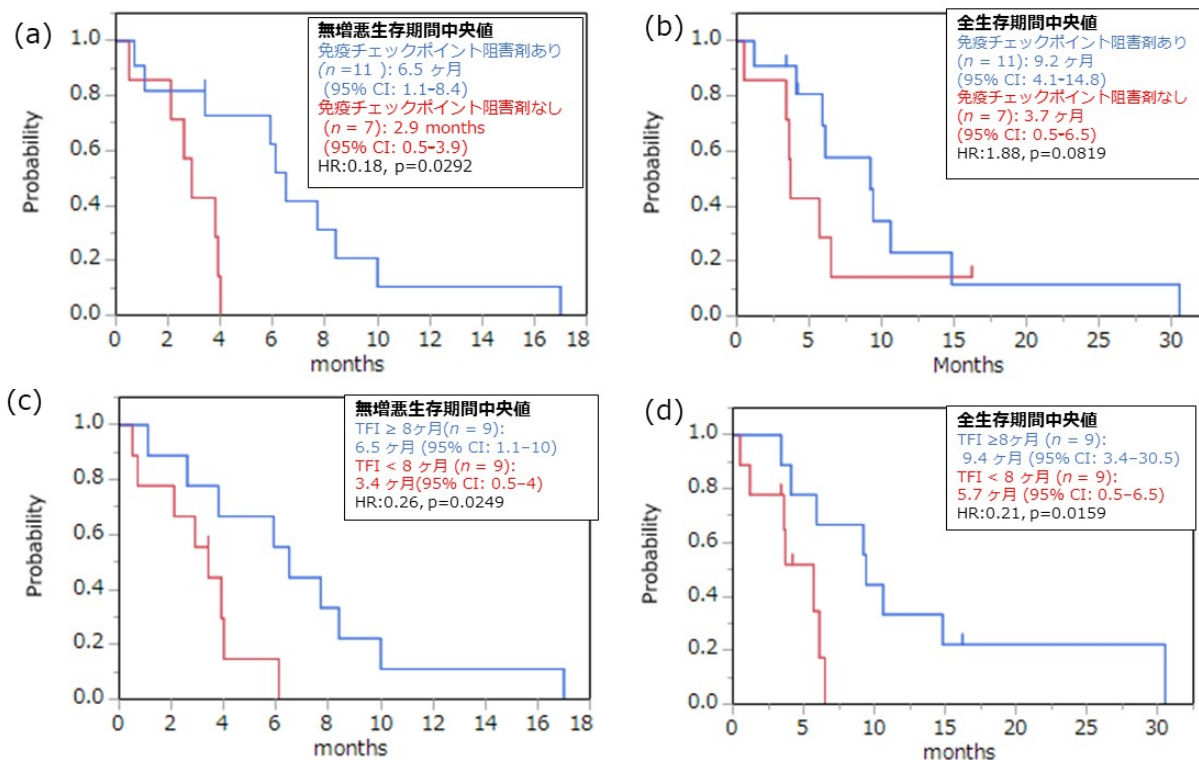 (a)
無増悪生存期間中央値
免疫チェックポイント阻害剤あり
(n =11 ): 6.5 ヶ月
(95% CI: 1.1-8.4)
免疫チェックポイント阻害剤なし
(n = 7): 2.9 months
(95% CI: 0.5-3.9)
HR:0.18, p=0.0292
Probability
1.0
0.8
0.6
0.4
0.2
0.0
0 2 4 6 8 10 12 14 16 18
months
(b)
全生存期間中央値
免疫チェックポイント阻害剤あり
(n = 11): 9.2 ヶ月
(95% CI: 4.1-14.8)
免疫チェックポイント阻害剤なし
(n = 7): 3.7 ヶ月
(95% CI: 0.5-6.5)
HR:1.88, p=0.0819
Probability
1.0
0.8
0.6
0.4
0.2
0.0
0 5 10 15 20 25 30
Months
(c)
無増悪生存期間中央値
TFI ≥ 8ヶ月(n = 9):
6.5 ヶ月 (95% CI: 1.1–10)
TFI < 8 ヶ月 (n = 9):
3.4 ヶ月(95% CI: 0.5–4)
HR:0.26, p=0.0249
Probability
1.0
0.8
0.6
0.4
0.2
0.0
0 2 4 6 8 10 12 14 16 18
months
(d)
全生存期間中央値
TFI ≥8ヶ月 (n = 9):
9.4 ヶ月 (95% CI: 3.4–30.5)
TFI < 8 ヶ月 (n = 9):
5.7 ヶ月 (95% CI: 0.5–6.5)
HR:0.21, p=0.0159
Probability
1.0
0.8
0.6
0.4
0.2
0.0
0 5 10 15 20 25 30
months